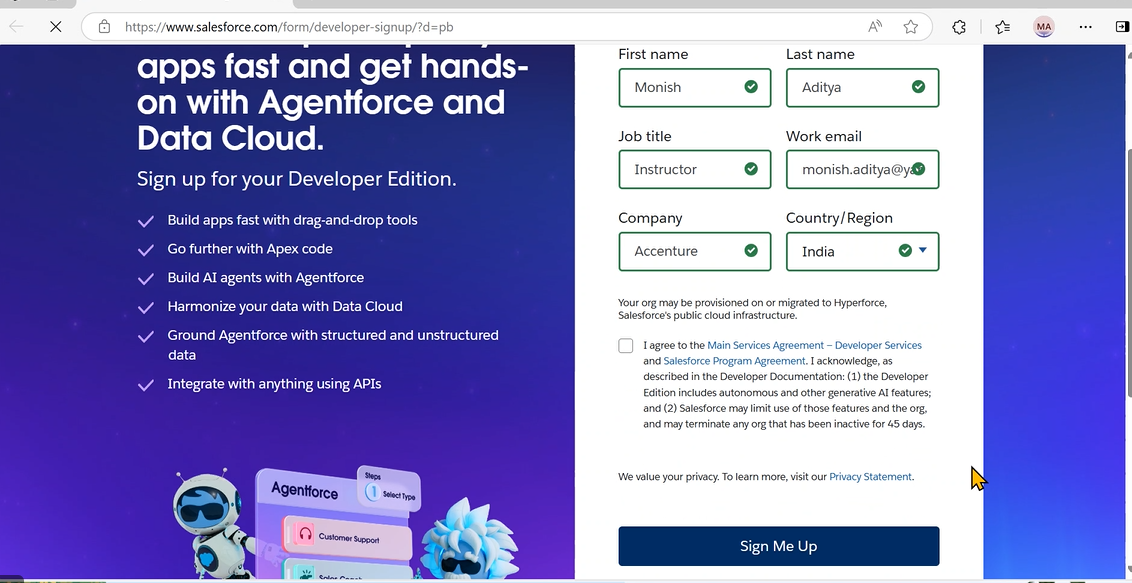 https://www.salesforce.com/form/developer-signup/?d=pb
MA
apps fast and get hands-
on with Agentforce and
Data Cloud.
Sign up for your Developer Edition.
Build apps fast with drag-and-drop tools
Go further with Apex code
Build AI agents with Agentforce
Harmonize your data with Data Cloud
Ground Agentforce with structured and unstructured
data
Integrate with anything using APIs
Agentforce
Steps
1 Select Type
Customer Support
Sales Coach
First name
Last name
Monish
Aditya
Job title
Work email
Instructor
monish.aditya@ya
Company
Country/Region
Accenture
India
Your org may be provisioned on or migrated to Hyperforce,
Salesforce's public cloud infrastructure.
I agree to the Main Services Agreement – Developer Services
and Salesforce Program Agreement. I acknowledge, as
described in the Developer Documentation: (1) the Developer
Edition includes autonomous and other generative AI features;
and (2) Salesforce may limit use of those features and the org,
and may terminate any org that has been inactive for 45 days.
We value your privacy. To learn more, visit our Privacy Statement.
Sign Me Up